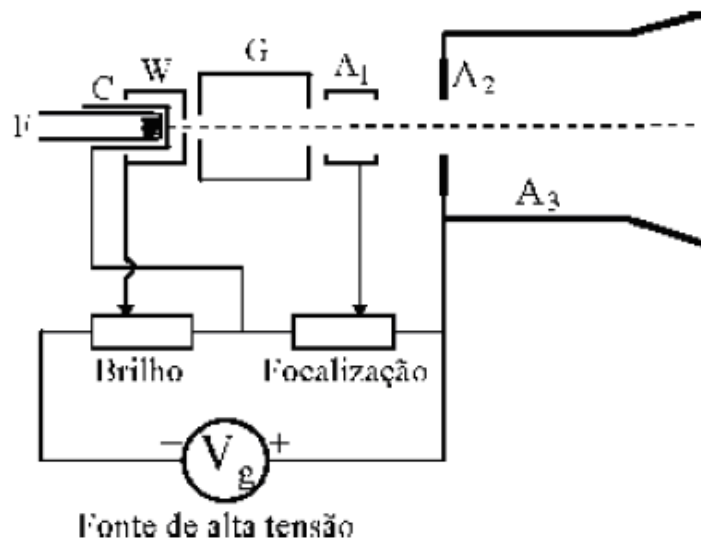 G
W
A1
C
A2
F
A3
Brilho
Focalização
− Vg +
Fonte de alta tensão